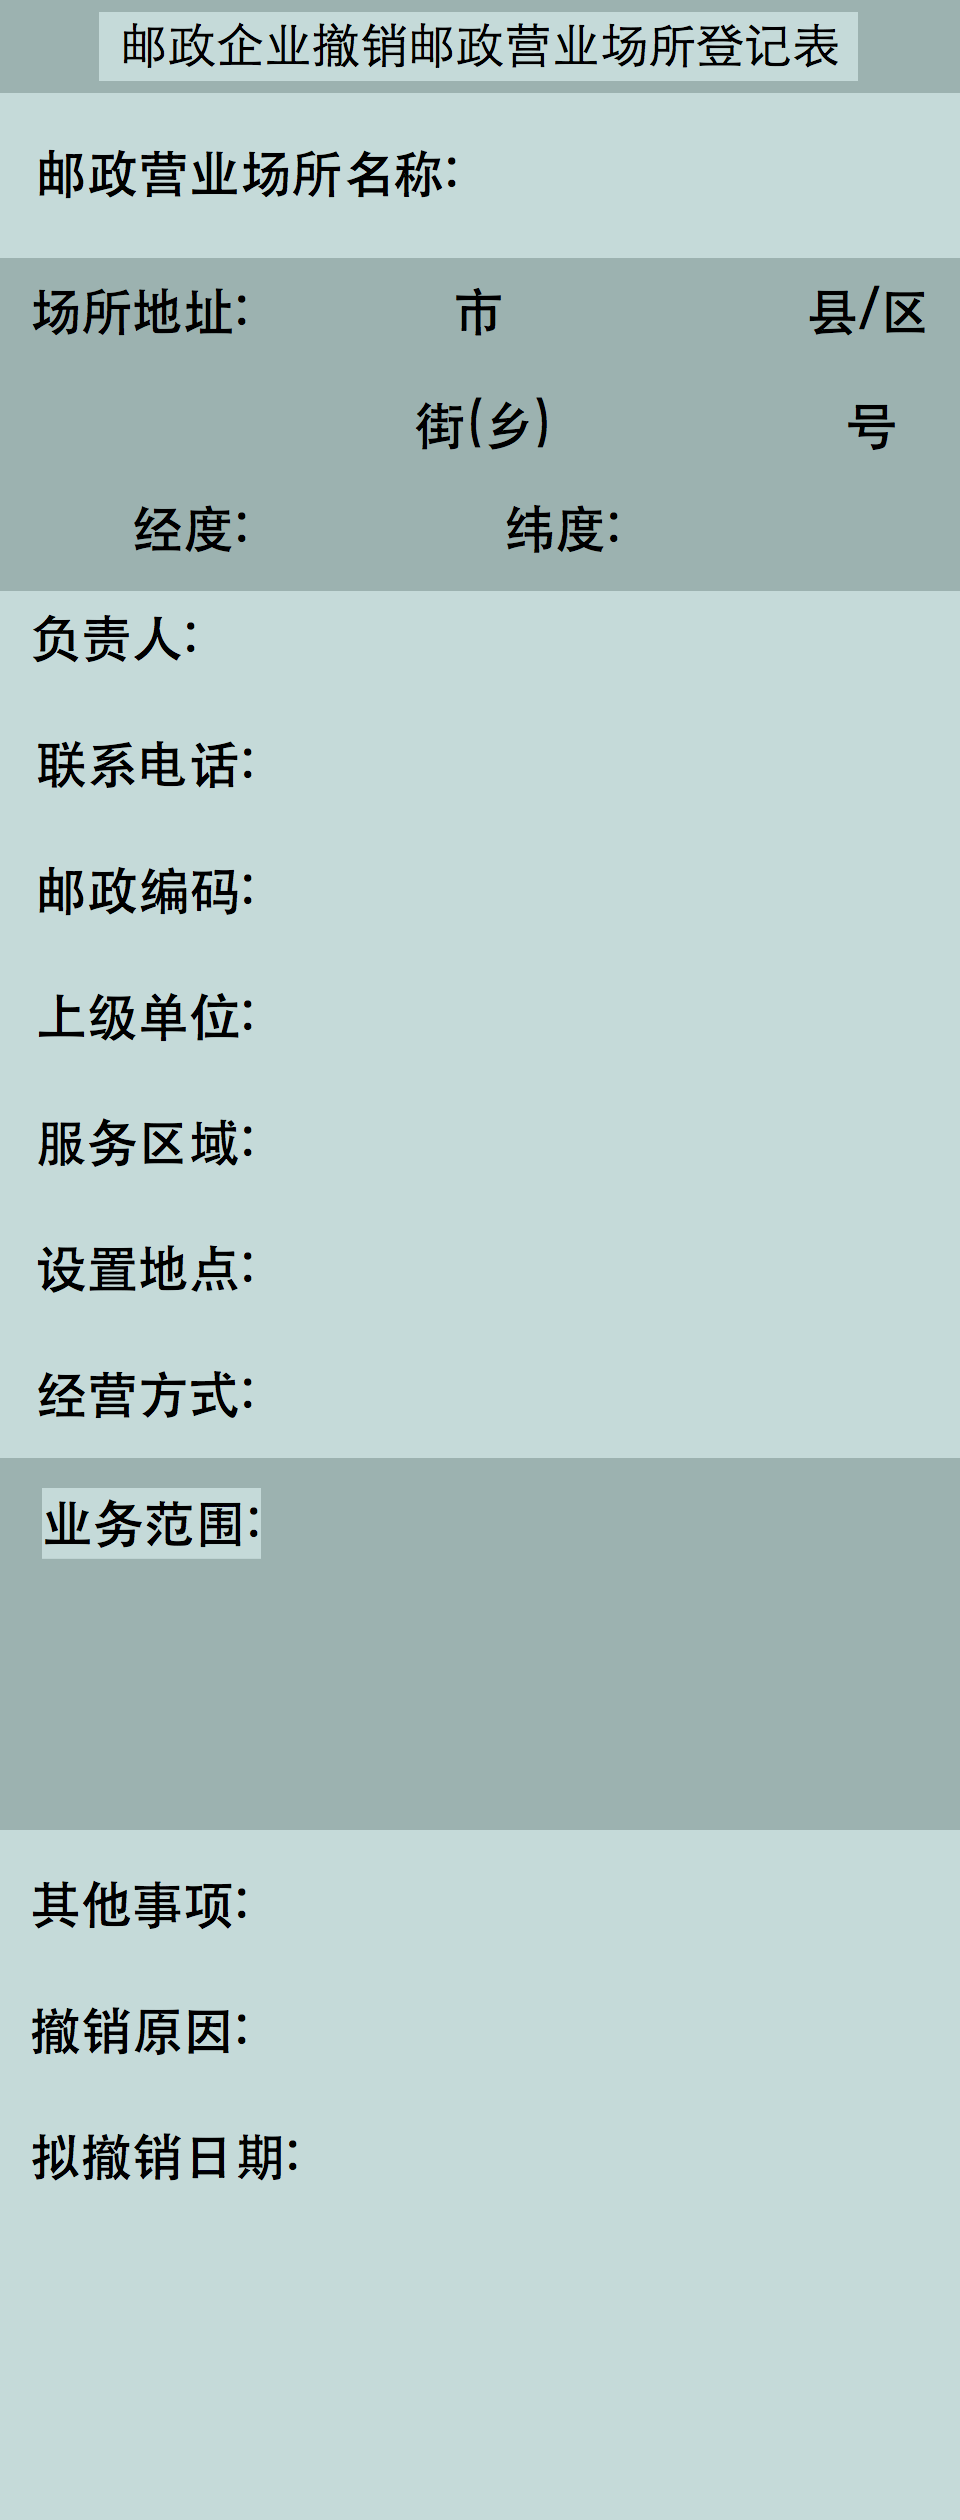 邮政企业撤销邮政营业场所登记表
邮政营业场所名称:
场所地址: 市 县/区
街(乡) 号
经度: 纬度:
负责人:
联系电话:
邮政编码:
上级单位:
服务区域:
设置地点:
经营方式:
业务范围:
其他事项:
撤销原因:
拟撤销日期: